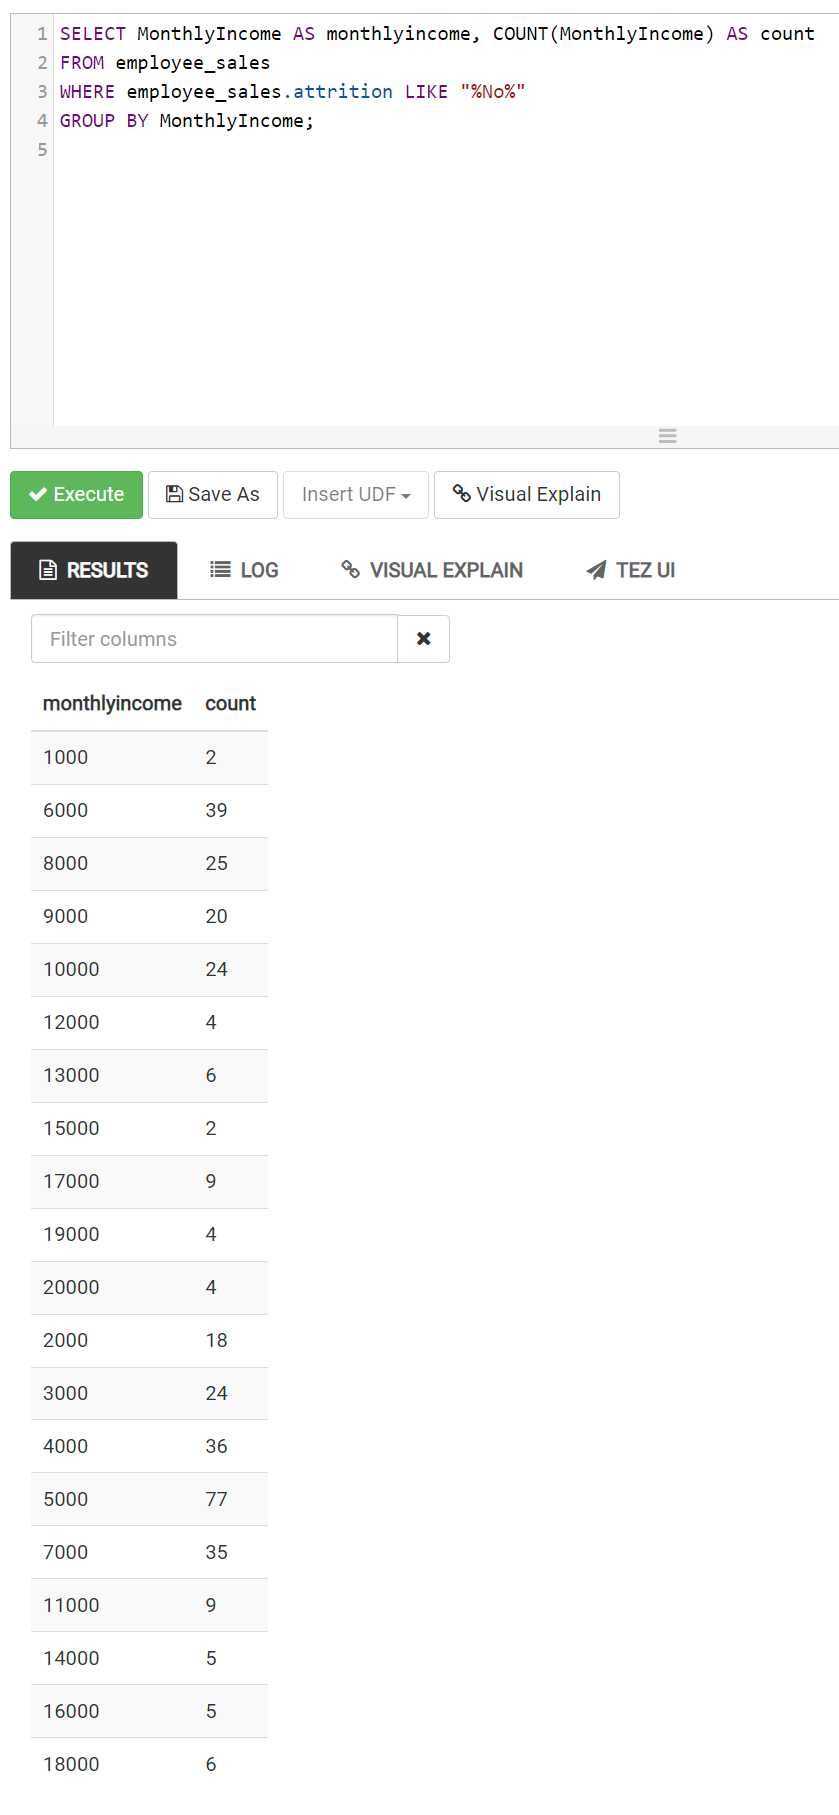 1 SELECT MonthlyIncome AS monthlyincome, COUNT(MonthlyIncome) AS count
2 FROM employee_sales
3 WHERE employee_sales.attrition LIKE "%No%"
4 GROUP BY MonthlyIncome;
5
Execute Save As Insert UDF Visual Explain
RESULTS LOG VISUAL EXPLAIN TEZ UI
Filter columns
monthlyincome count
1000 2
6000 39
8000 25
9000 20
10000 24
12000 4
13000 6
15000 2
17000 9
19000 4
20000 4
2000 18
3000 24
4000 36
5000 77
7000 35
11000 9
14000 5
16000 5
18000 6